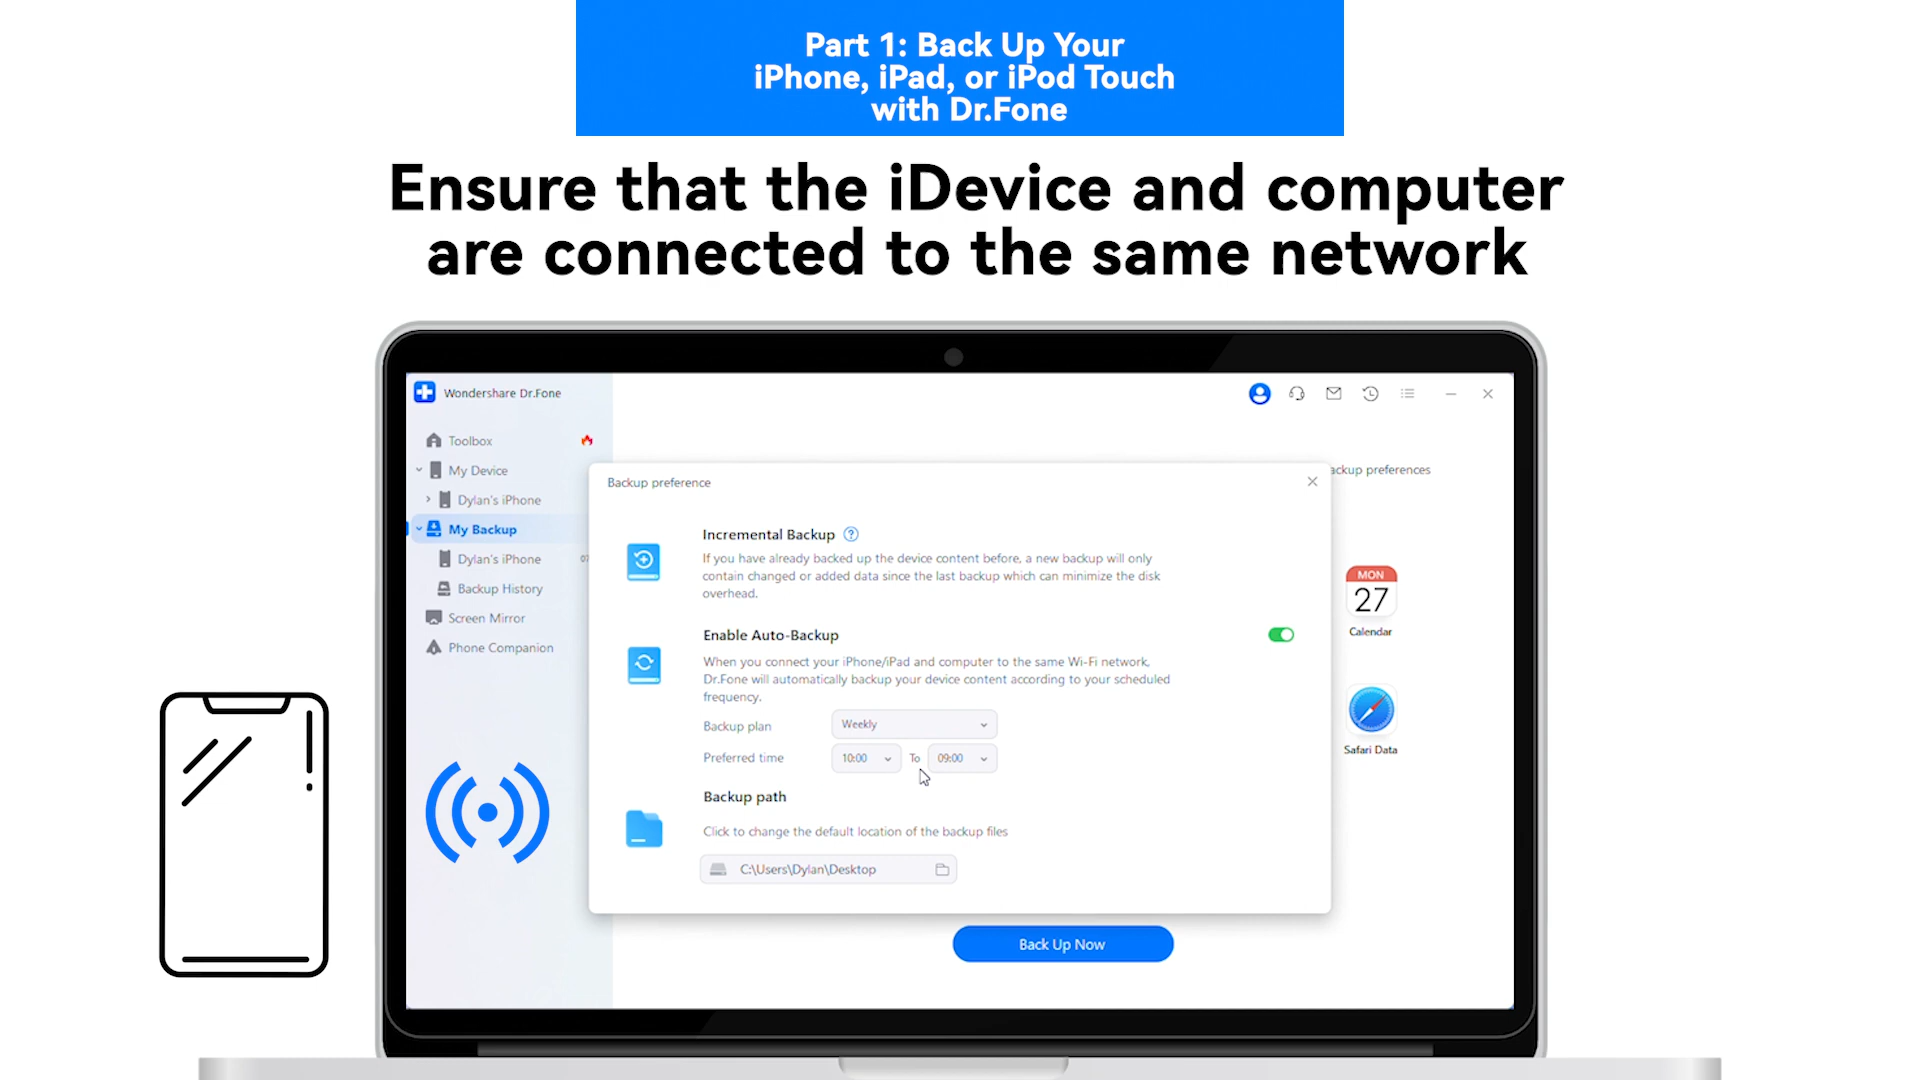 Part 1: Back Up Your
iPhone, iPad, or iPod Touch
with Dr.Fone
Ensure that the iDevice and computer
are connected to the same network
Wondershare Dr.Fone
Toolbox
My Device
Dylan's iPhone
My Backup
Dylan's iPhone
Backup History
Screen Mirror
Phone Companion
ackup preferences
Backup preference
Incremental Backup ?
If you have already backed up the device content before, a new backup will only
contain changed or added data since the last backup which can minimize the disk
overhead.
Enable Auto-Backup
When you connect your iPhone/iPad and computer to the same Wi-Fi network,
Dr.Fone will automatically backup your device content according to your scheduled
frequency.
Backup plan Weekly
Preferred time 10:00 To 09:00
Backup path
Click to change the default location of the backup files
C:\Users\Dylan\Desktop
MON
27
Calendar
Safari Data
Back Up Now